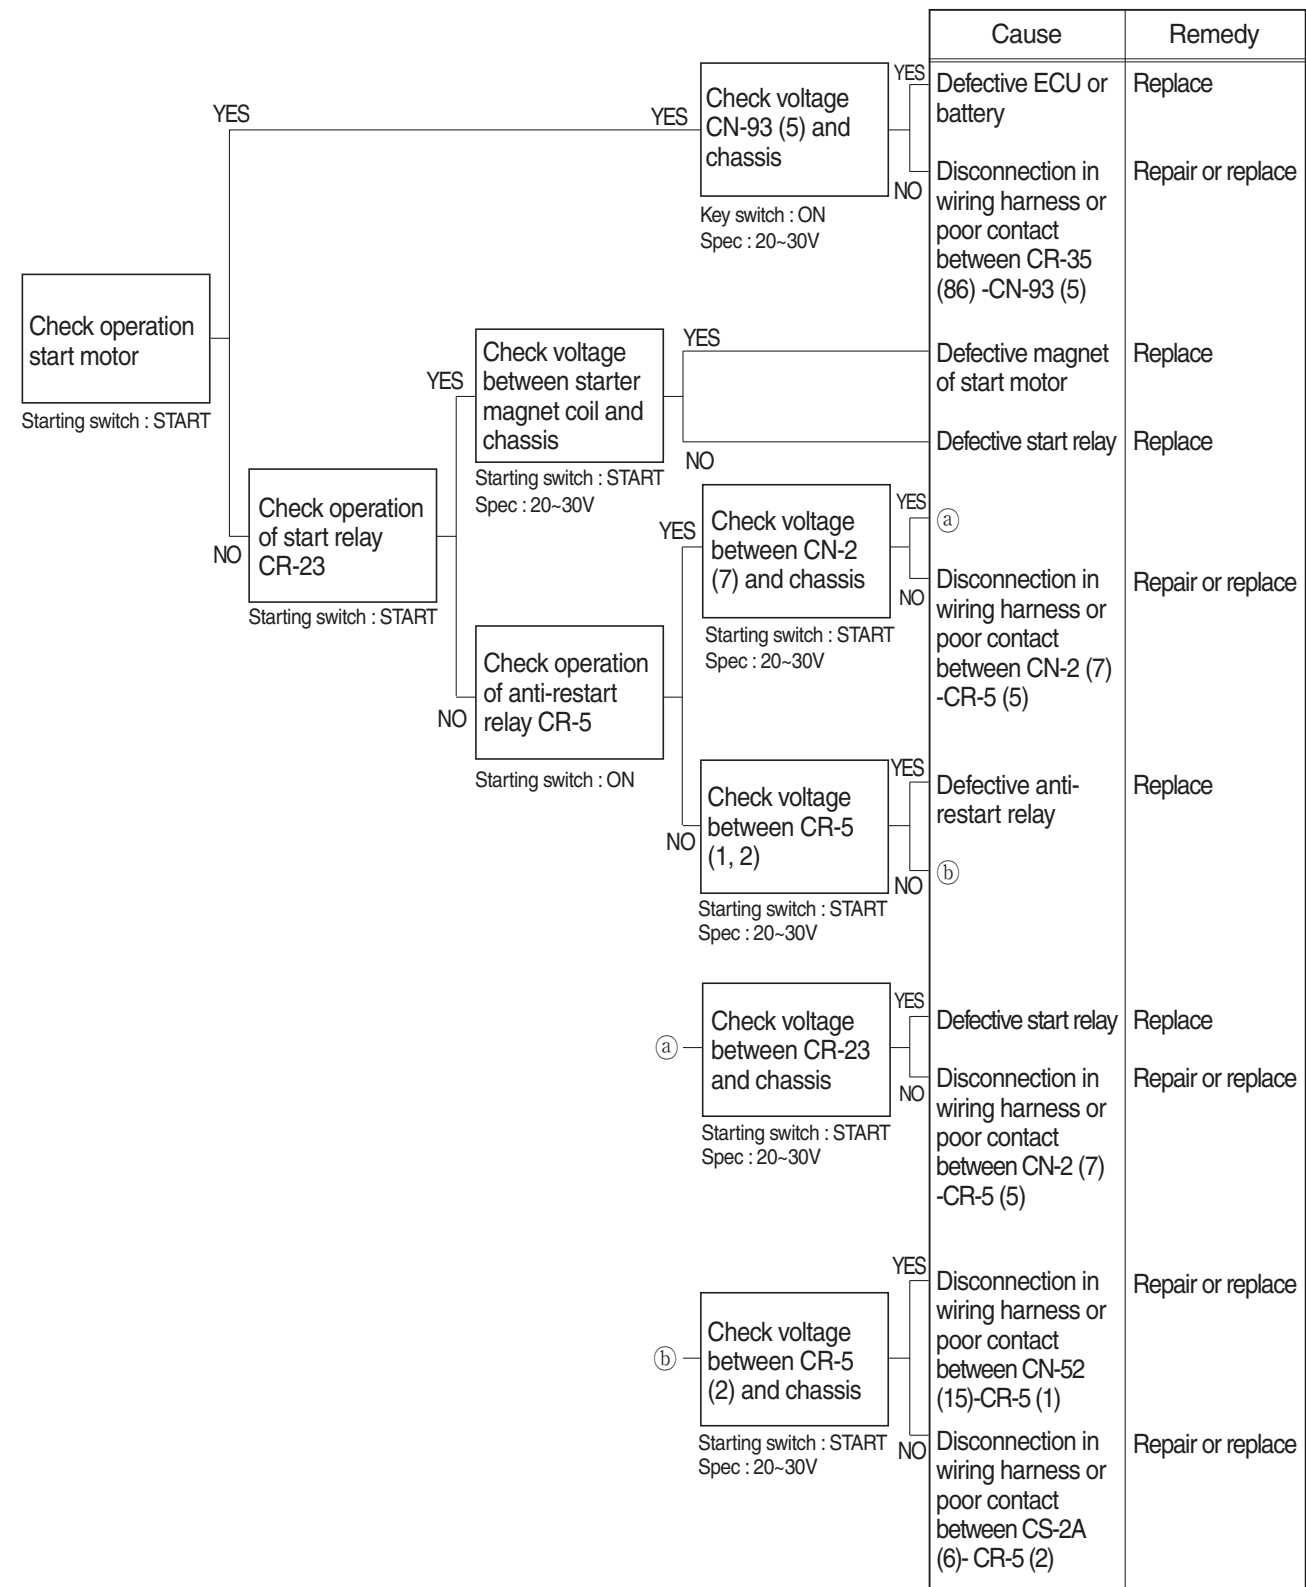 Cause
Remedy
YES
YES
Check voltage
CN-93 (5) and
chassis
Key switch : ON
Spec : 20~30V
YES
Defective ECU or
battery
Replace
NO
Disconnection in
wiring harness or
poor contact
between CR-35
(86) -CN-93 (5)
Repair or replace
Check operation
start motor
Starting switch : START
YES
Check voltage
between starter
magnet coil and
chassis
Starting switch : START
Spec : 20~30V
YES
Defective magnet
of start motor
Replace
NO
Defective start relay
Replace
NO
Check operation
of start relay
CR-23
Starting switch : START
YES
Check voltage
between CN-2
(7) and chassis
Starting switch : START
Spec : 20~30V
YES
ⓐ
NO
Disconnection in
wiring harness or
poor contact
between CN-2 (7)
-CR-5 (5)
Repair or replace
NO
Check operation
of anti-restart
relay CR-5
Starting switch : ON
NO
Check voltage
between CR-5
(1, 2)
Starting switch : START
Spec : 20~30V
YES
Defective anti-
restart relay
Replace
NO
ⓑ
ⓐ
Check voltage
between CR-23
and chassis
Starting switch : START
Spec : 20~30V
YES
Defective start relay
Replace
NO
Disconnection in
wiring harness or
poor contact
between CN-2 (7)
-CR-5 (5)
Repair or replace
ⓑ
Check voltage
between CR-5
(2) and chassis
Starting switch : START
Spec : 20~30V
YES
Disconnection in
wiring harness or
poor contact
between CN-52
(15)-CR-5 (1)
Repair or replace
NO
Disconnection in
wiring harness or
poor contact
between CS-2A
(6)- CR-5 (2)
Repair or replace